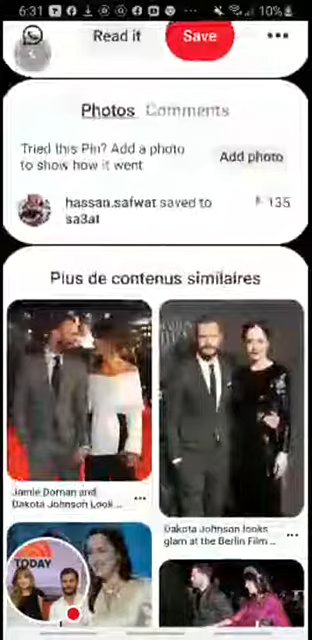 6:31
10%
Read it
Save
Photos Comments
Tried this Pin? Add a photo
to show how it went
Add photo
hassan.safwat saved to
sa3at
135
Plus de contenus similaires
Jamie Dornan and
Dakota Johnson Look ...
Dakota Johnson looks
glam at the Berlin Film ...
TODAY